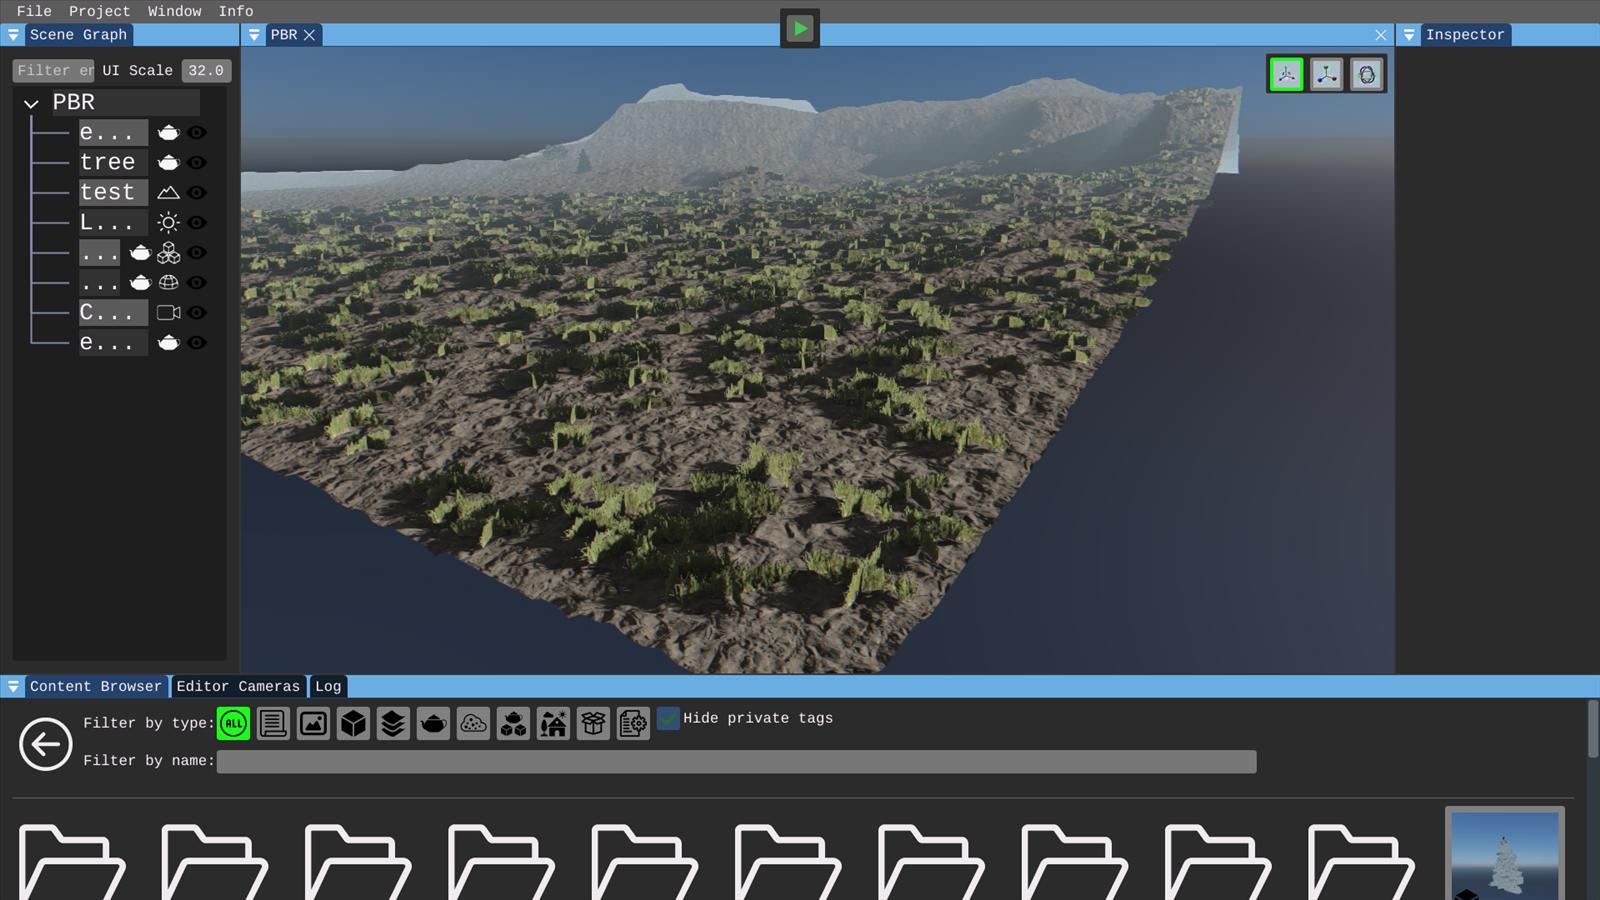 File Project Window Info
Scene Graph
PBR
Inspector
Filter er
UI Scale 32.0
PBR
e...
tree
test
L...
...
...
C...
e...
Content Browser
Editor Cameras
Log
Filter by type:
ALL
Hide private tags
Filter by name: